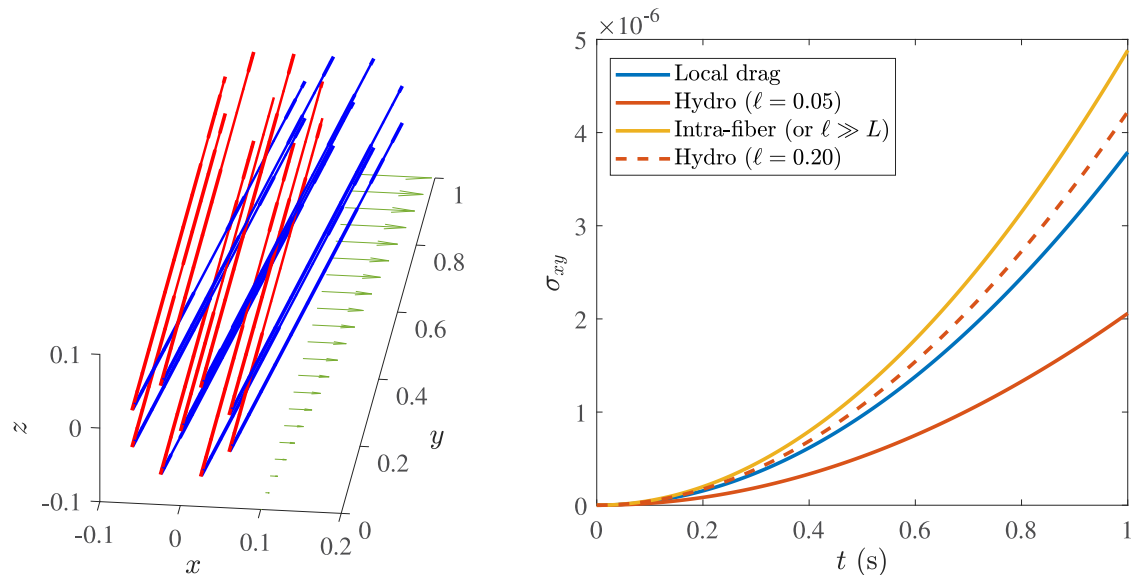 0.1
0
-0.1
z
-0.1
0
0.1
0.2
x
0
0.2
0.4
0.6
0.8
1
y
×10⁻⁶
5
4
3
2
1
0
σxy
Local drag
Hydro (ℓ = 0.05)
Intra-fiber (or ℓ ≫ L)
Hydro (ℓ = 0.20)
0 0.2 0.4 0.6 0.8 1
t (s)